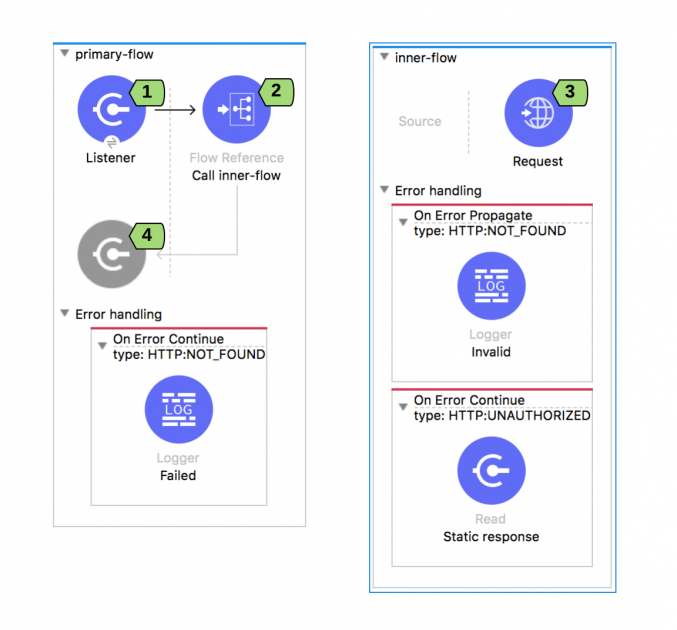 primary-flow
1
2
Listener
Flow Reference
Call inner-flow
4
Error handling
On Error Continue
type: HTTP:NOT_FOUND
LOG
Logger
Failed
inner-flow
Source
3
Request
Error handling
On Error Propagate
type: HTTP:NOT_FOUND
LOG
Logger
Invalid
On Error Continue
type: HTTP:UNAUTHORIZED
Read
Static response